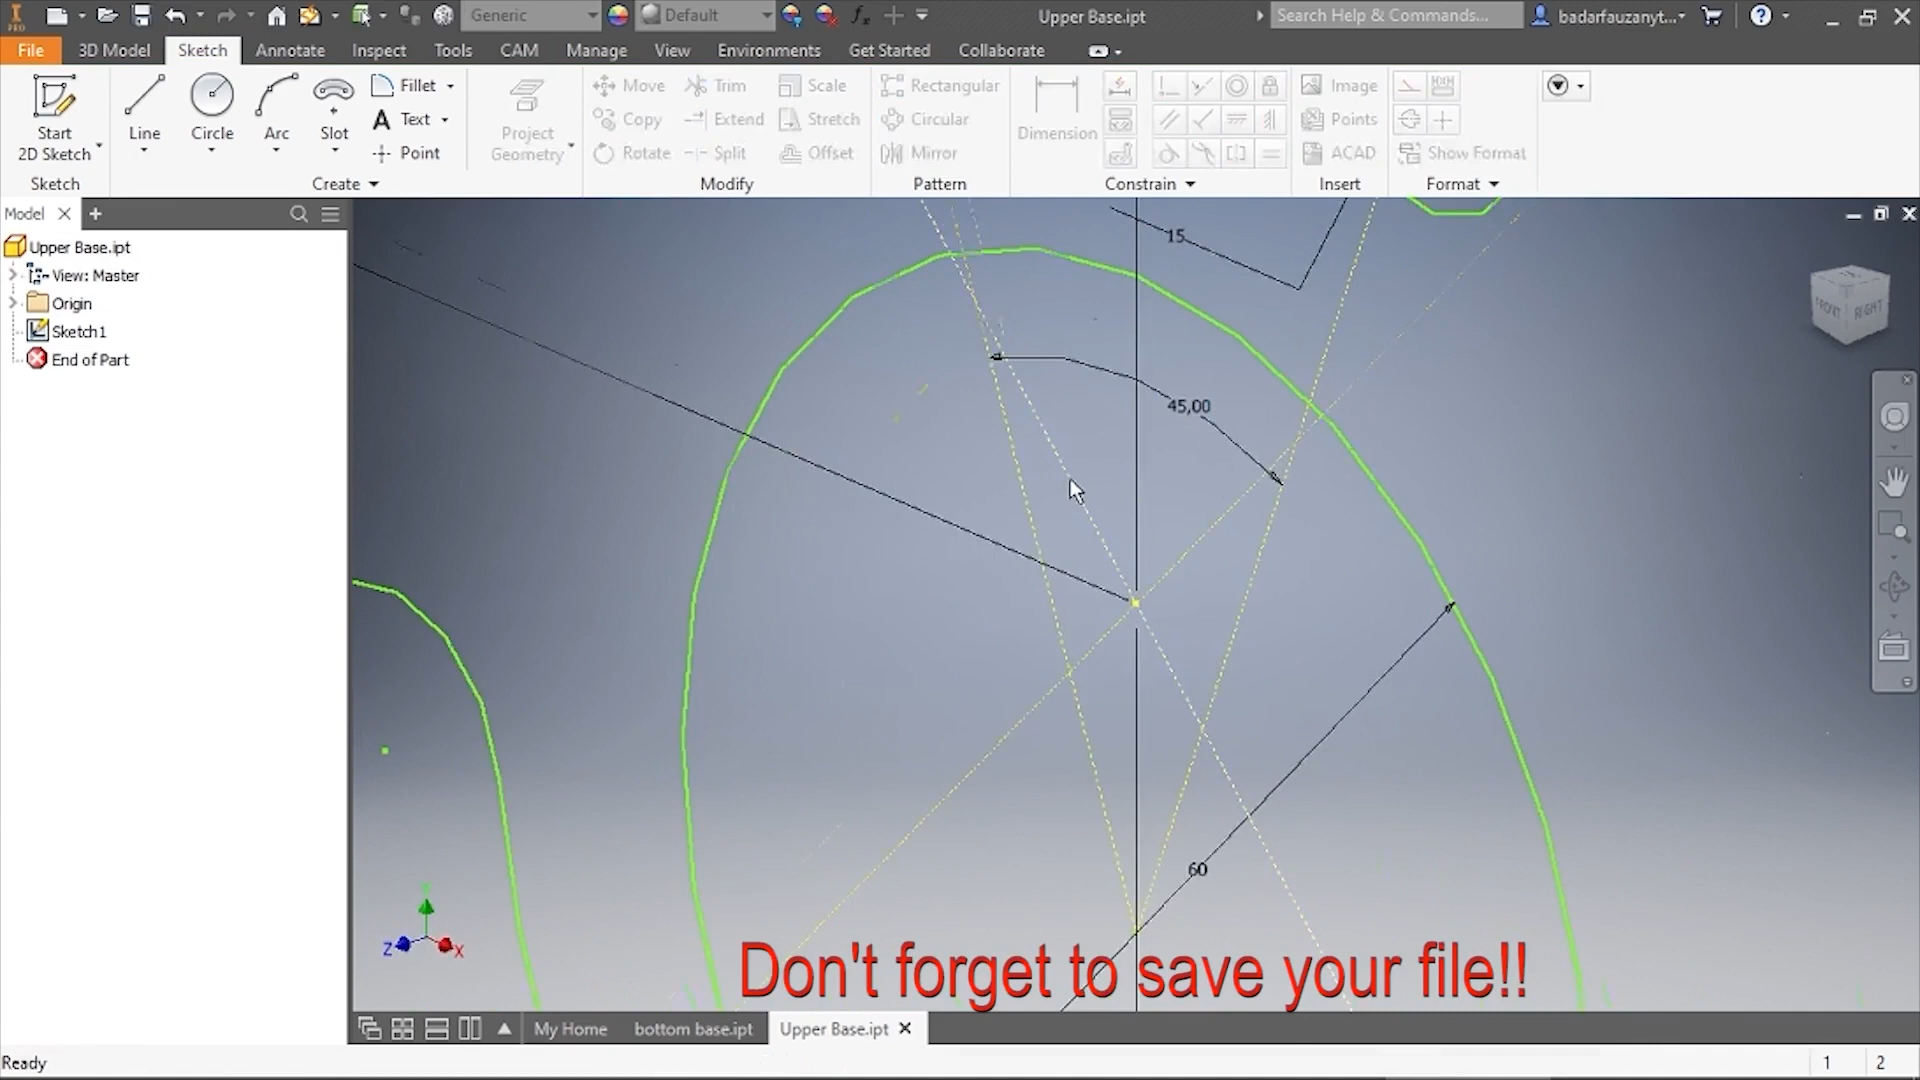 Generic
Default
Upper Base.ipt
Search Help & Commands...
badarfauzanyt...
PRO
File
3D Model
Sketch
Annotate
Inspect
Tools
CAM
Manage
View
Environments
Get Started
Collaborate
Start
2D Sketch
Line
Circle
Arc
Slot
Fillet
Text
Point
Project
Geometry
Move
Copy
Rotate
Trim
Extend
Split
Scale
Stretch
Offset
Rectangular
Circular
Mirror
Dimension
Image
Points
ACAD
Show Format
Sketch
Create
Modify
Pattern
Constrain
Insert
Format
Model
Upper Base.ipt
View: Master
Origin
Sketch1
End of Part
15
45,00
60
FRONT
RIGHT
Z
X
Don't forget to save your file!!
My Home
bottom base.ipt
Upper Base.ipt
Ready
1
2